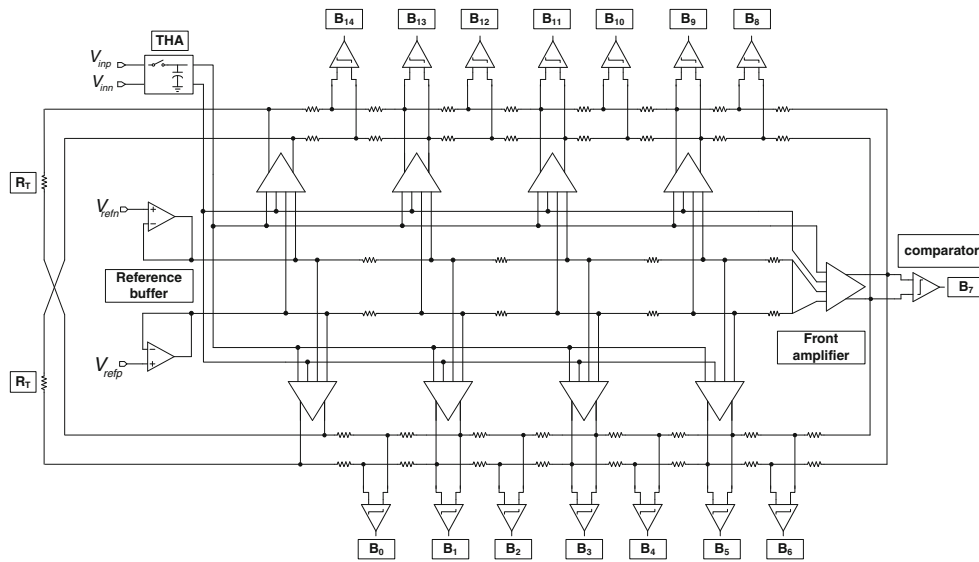 B14 B13 B12 B11 B10 B9 B8
THA
Vinp
Vinn
RT
Vrefn
+
−
Reference
buffer
comparator
B7
Front
amplifier
−
+
Vrefp
RT
B0 B1 B2 B3 B4 B5 B6